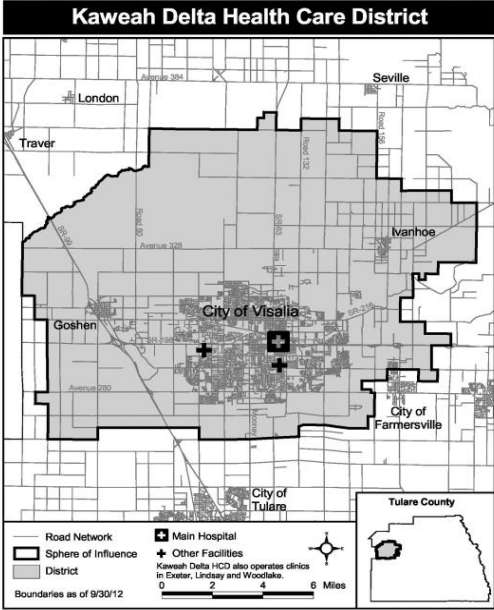 Kaweah Delta Health Care District
Avenue 384
Seville
London
Road 156
Traver
Road 132
Road 80
SR-63
Ivanhoe
SR-99
Avenue 328
City of Visalia
SR-216
Goshen
SR-198
Avenue 280
City of
Farmersville
Mooney
City of
Tulare
Tulare County
Road Network
Sphere of Influence
District
Boundaries as of 9/30/12
Main Hospital
Other Facilities
Kaweah Delta HCD also operates clinics
in Exeter, Lindsay and Woodlake.
0 2 4 6 Miles